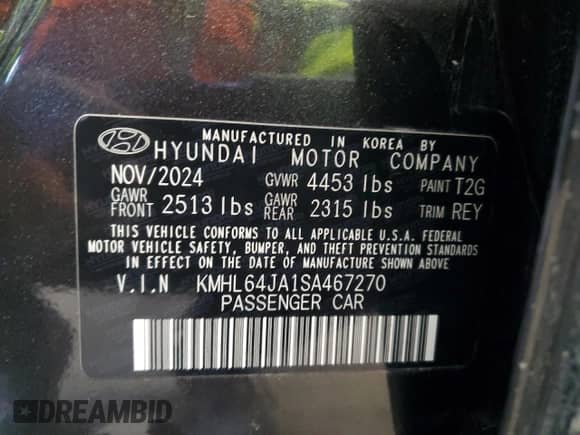 MANUFACTURED IN KOREA BY
HYUNDAI MOTOR COMPANY
NOV/2024 GVWR 4453 lbs PAINT T2G
GAWR FRONT 2513 lbs GAWR REAR 2315 lbs TRIM REY
THIS VEHICLE CONFORMS TO ALL APPLICABLE U.S.A. FEDERAL
MOTOR VEHICLE SAFETY, BUMPER, AND THEFT PREVENTION STANDARDS
IN EFFECT ON THE DATE OF MANUFACTURE SHOWN ABOVE.
V.I.N KMHL64JA1SA467270
PASSENGER CAR
DREAMBID